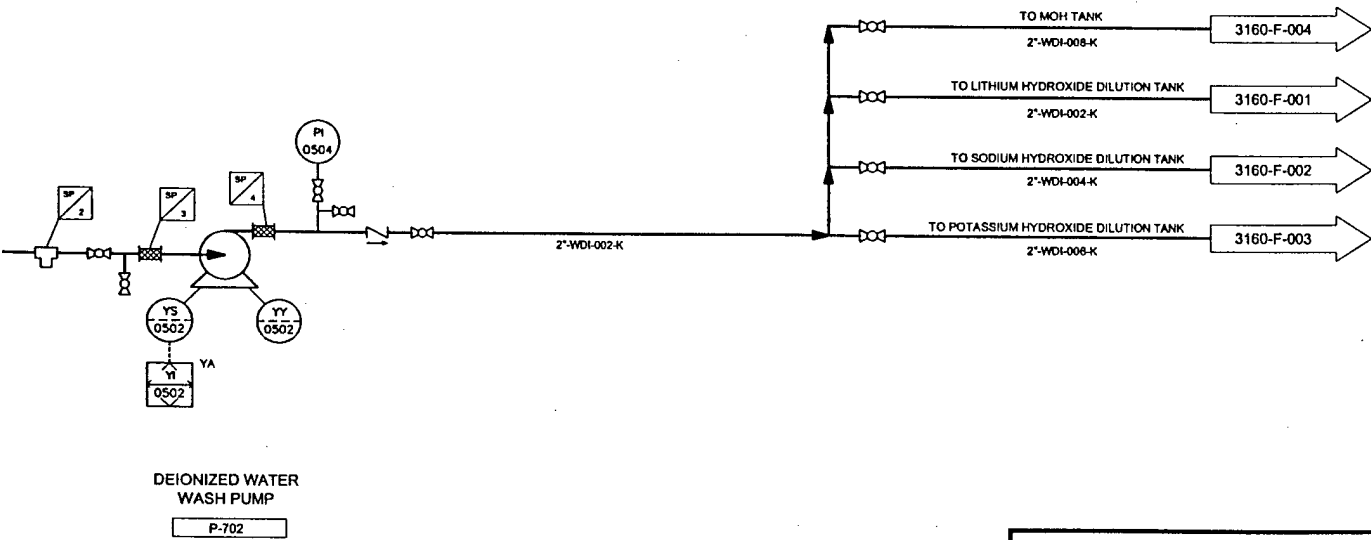 TO MOH TANK
2"-WDI-008-K
3160-F-004
TO LITHIUM HYDROXIDE DILUTION TANK
2"-WDI-002-K
3160-F-001
PI
0504
TO SODIUM HYDROXIDE DILUTION TANK
2"-WDI-004-K
3160-F-002
SP
2
SP
3
SP
4
TO POTASSIUM HYDROXIDE DILUTION TANK
2"-WDI-006-K
3160-F-003
2"-WDI-002-K
YS
0502
YY
0502
YI
0502
YA
DEIONIZED WATER
WASH PUMP
P-702